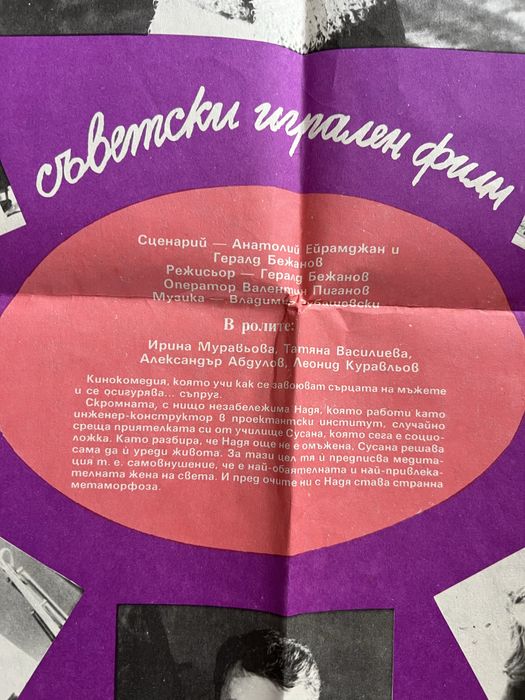 съветски игрален филм
Сценарий — Анатолий Ейрамджан и
Гералд Бежанов
Режисьор — Гералд Бежанов
Оператор Валентин Пиганов
Музика — Владимир Рубашовски
В ролите:
Ирина Муравьова, Татяна Василиева,
Александър Абдулов, Леонид Куравльов
Кинокомедия, която учи как се завоюват сърцата на мъжете
и се осигурява... съпруг.
Скромната, с нищо незабележима Надя, която работи като
инженер-конструктор в проектантски институт, случайно
среща приятелката си от училище Сусана, която сега е социо-
ложка. Като разбира, че Надя още не е омъжена, Сусана решава
сама да ѝ уреди живота. За тази цел тя ѝ предписва медита-
ция т. е. самовнушение, че е най-обаятелната и най-привлека-
телната жена на света. И пред очите ни с Надя става странна
метаморфоза.